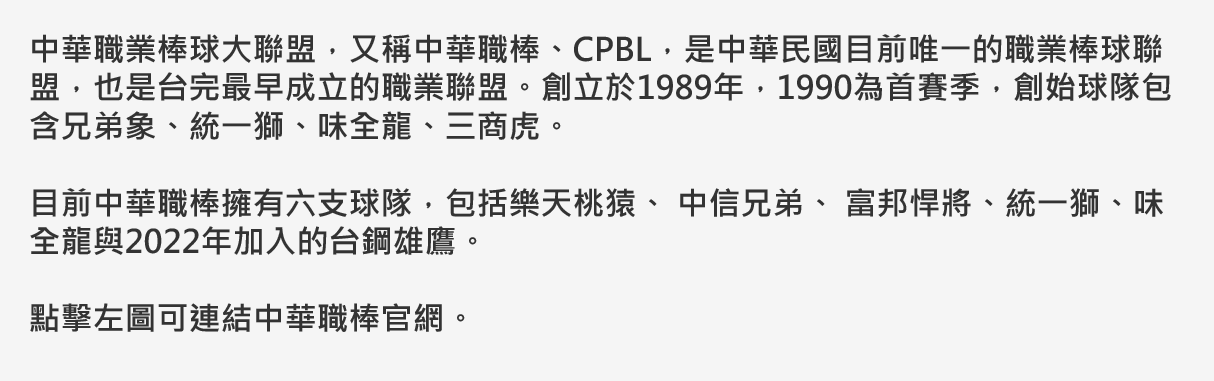 中華職業棒球大聯盟，又稱中華職棒、CPBL，是中華民國目前唯一的職業棒球聯
盟，也是台完最早成立的職業聯盟。創立於1989年，1990為首賽季，創始球隊包
含兄弟象、統一獅、味全龍、三商虎。
目前中華職棒擁有六支球隊，包括樂天桃猿、 中信兄弟、 富邦悍將、統一獅、味
全龍與2022年加入的台鋼雄鷹。
點擊左圖可連結中華職棒官網。